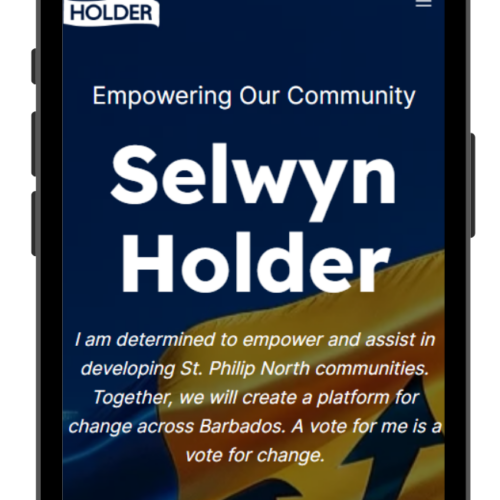 HOLDER
Empowering Our Community
Selwyn
Holder
I am determined to empower and assist in
developing St. Philip North communities.
Together, we will create a platform for
change across Barbados. A vote for me is a
vote for change.